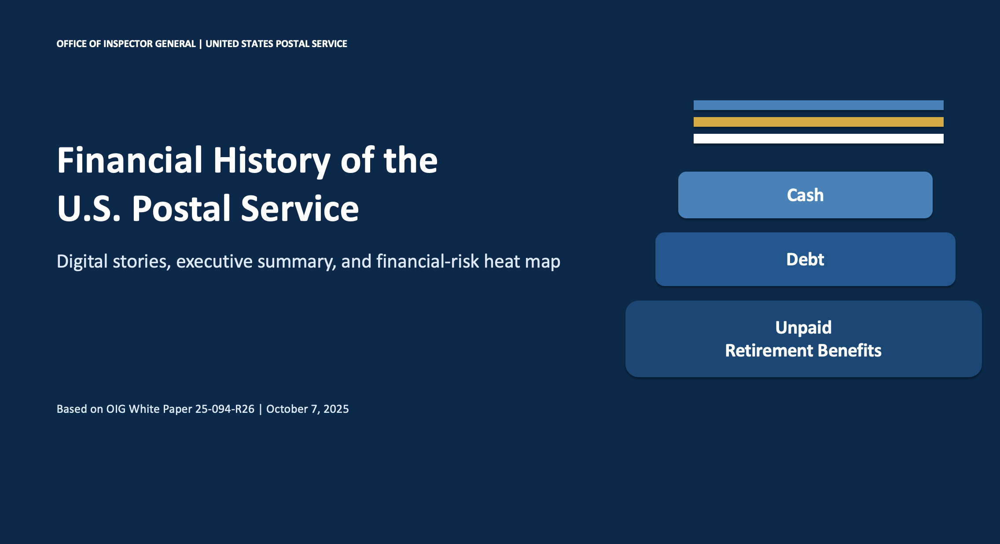 OFFICE OF INSPECTOR GENERAL | UNITED STATES POSTAL SERVICE
Financial History of the
U.S. Postal Service
Digital stories, executive summary, and financial-risk heat map
Cash
Debt
Unpaid
Retirement Benefits
Based on OIG White Paper 25-094-R26 | October 7, 2025